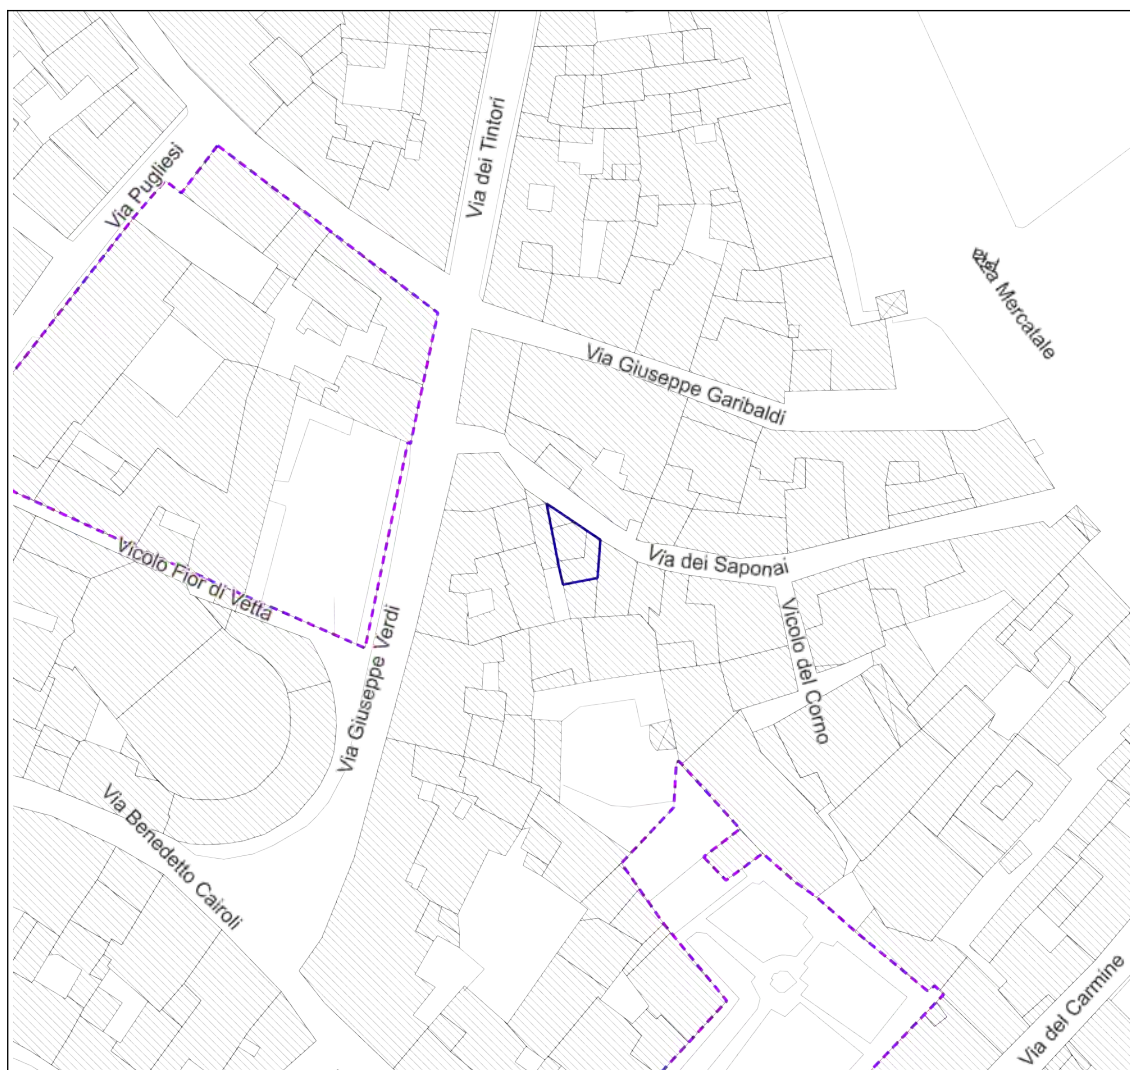 Via dei Tintori
Via Pugliesi
Via Mercatale
Via Giuseppe Garibaldi
Via dei Saponai
Vicolo Fior di Vetta
Via Giuseppe Verdi
Vicolo del Corno
Via Benedetto Cairoli
Via del Carmine